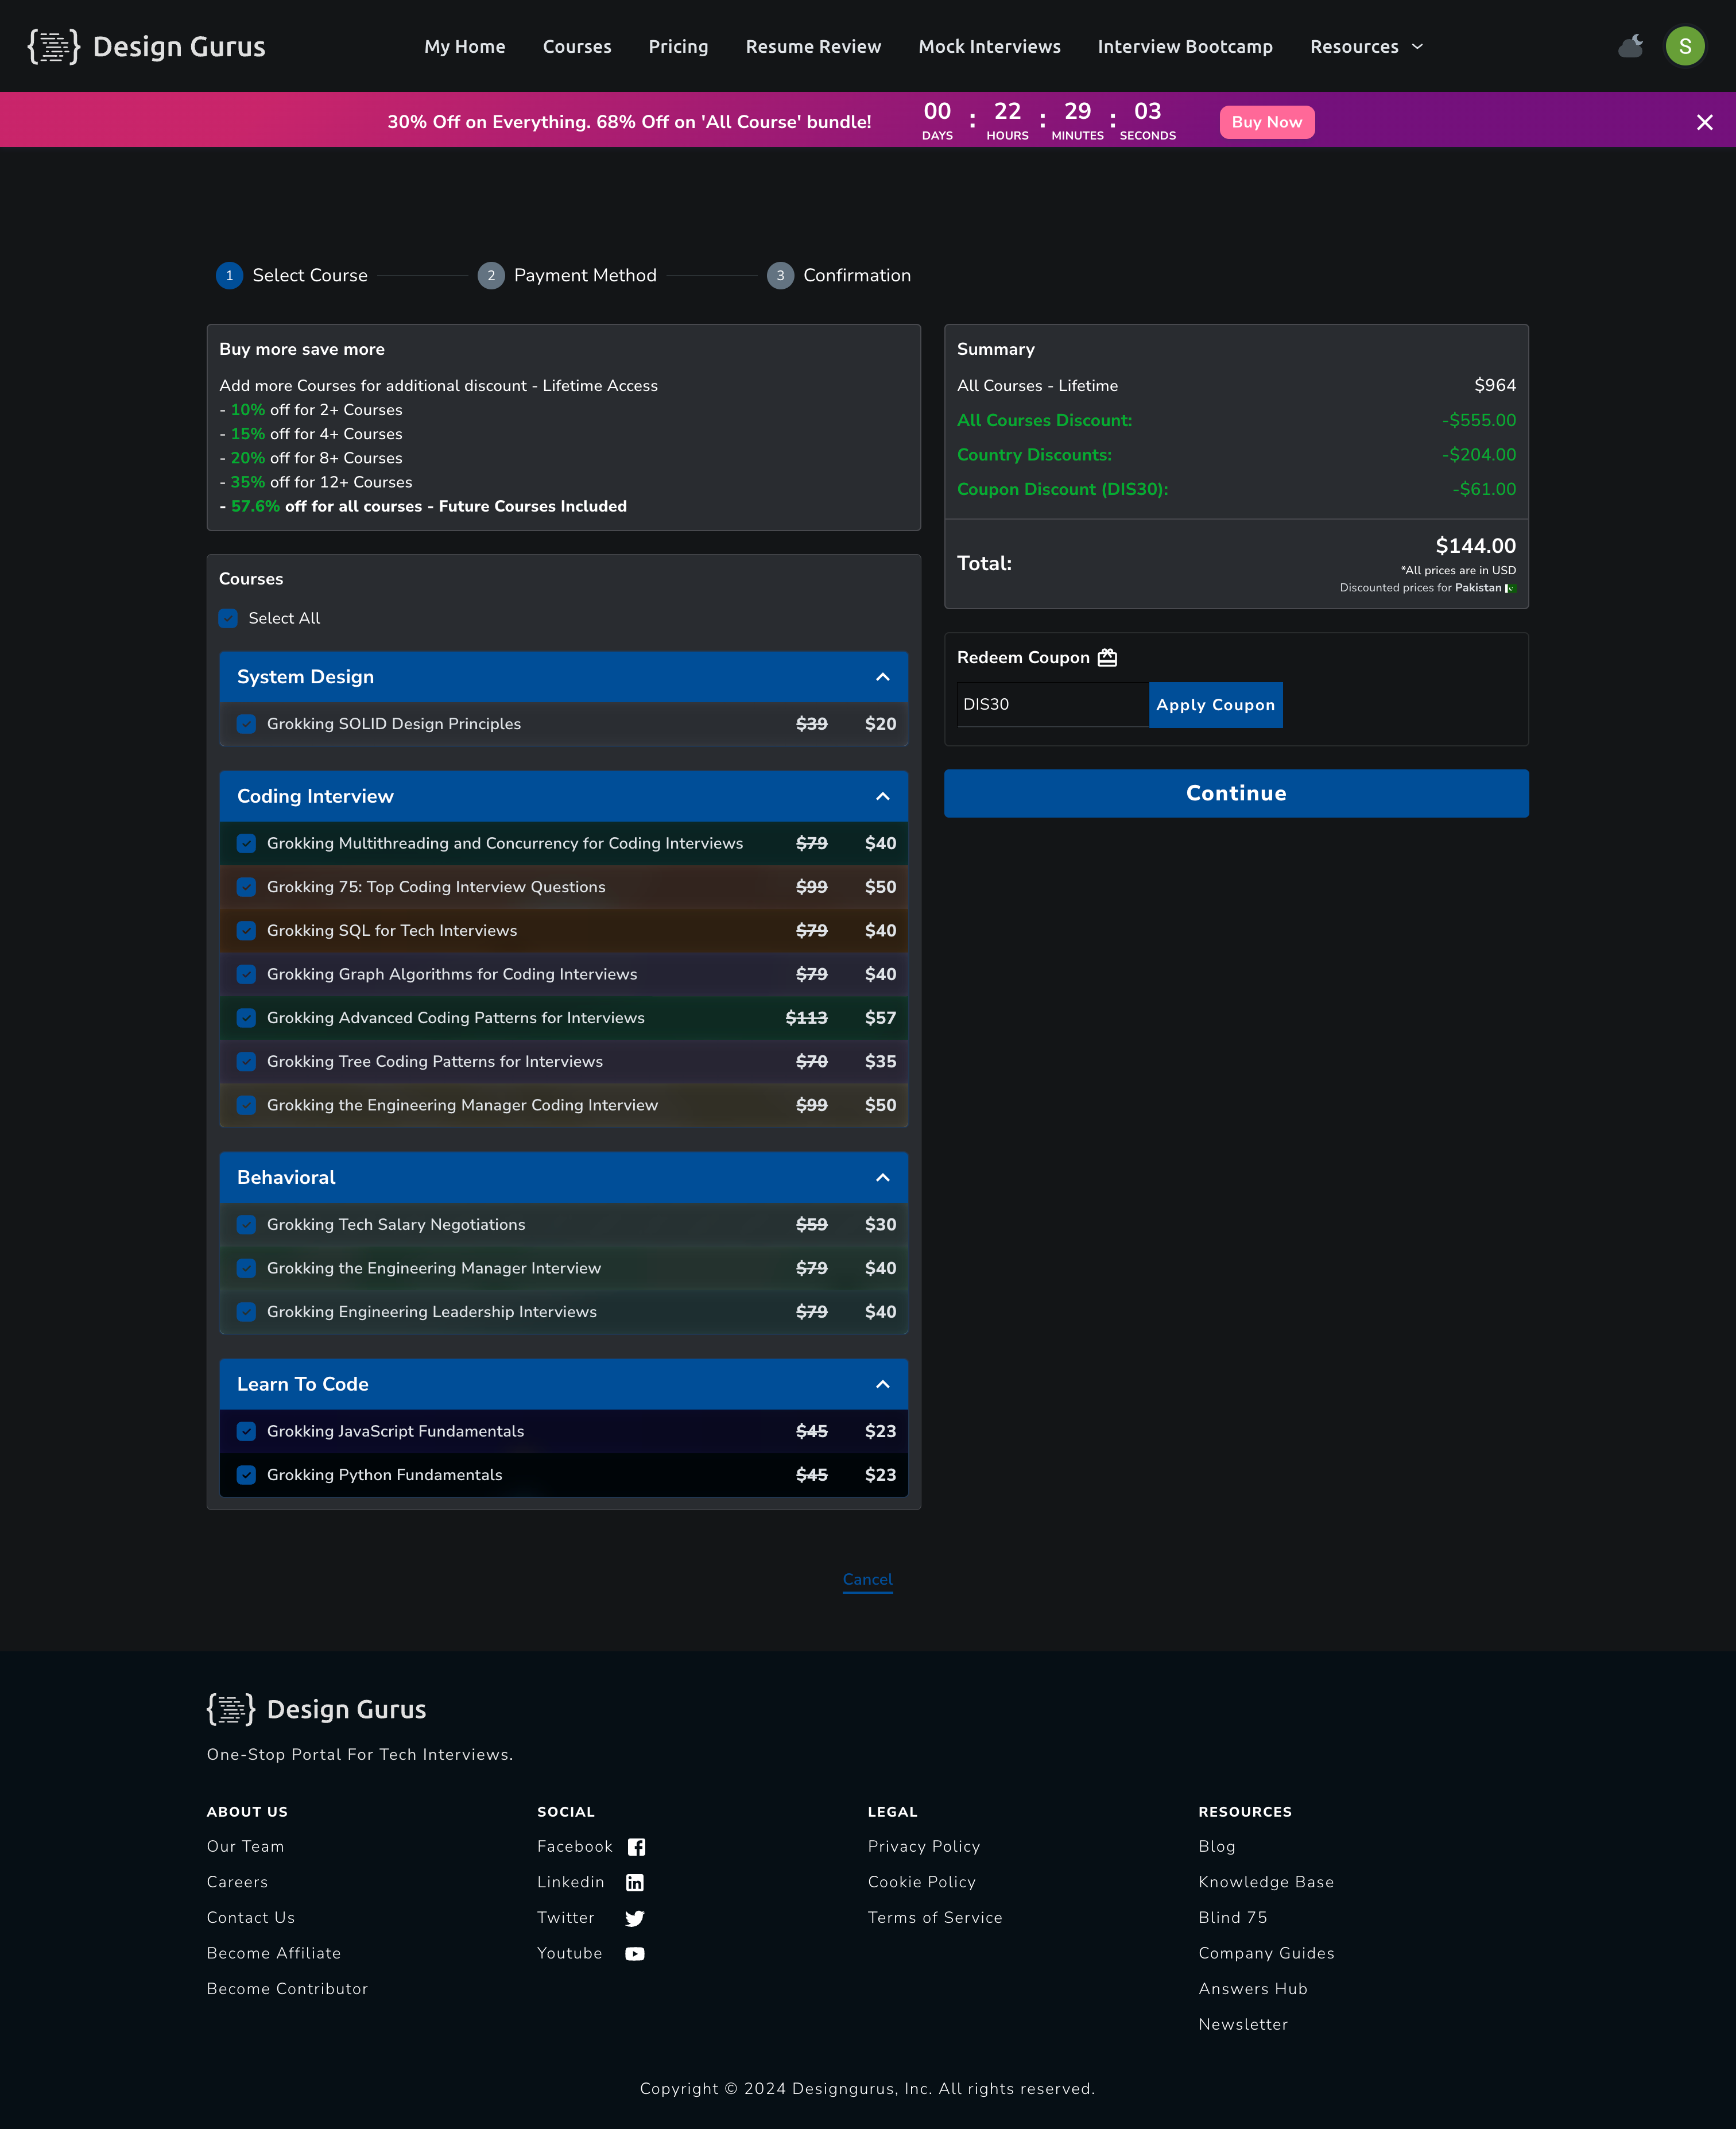 Design Gurus
My Home Courses Pricing Resume Review Mock Interviews Interview Bootcamp Resources
S
30% Off on Everything. 68% Off on 'All Course' bundle!
00 : 22 : 29 : 03
DAYS HOURS MINUTES SECONDS
Buy Now
1 Select Course 2 Payment Method 3 Confirmation
Buy more save more
Add more Courses for additional discount - Lifetime Access
- 10% off for 2+ Courses
- 15% off for 4+ Courses
- 20% off for 8+ Courses
- 35% off for 12+ Courses
- 57.6% off for all courses - Future Courses Included
Courses
Select All
System Design
Grokking SOLID Design Principles $39 $20
Coding Interview
Grokking Multithreading and Concurrency for Coding Interviews $79 $40
Grokking 75: Top Coding Interview Questions $99 $50
Grokking SQL for Tech Interviews $79 $40
Grokking Graph Algorithms for Coding Interviews $79 $40
Grokking Advanced Coding Patterns for Interviews $113 $57
Grokking Tree Coding Patterns for Interviews $70 $35
Grokking the Engineering Manager Coding Interview $99 $50
Behavioral
Grokking Tech Salary Negotiations $59 $30
Grokking the Engineering Manager Interview $79 $40
Grokking Engineering Leadership Interviews $79 $40
Learn To Code
Grokking JavaScript Fundamentals $45 $23
Grokking Python Fundamentals $45 $23
Summary
All Courses - Lifetime $964
All Courses Discount: -$555.00
Country Discounts: -$204.00
Coupon Discount (DIS30): -$61.00
Total: $144.00
*All prices are in USD
Discounted prices for Pakistan
Redeem Coupon
DIS30 Apply Coupon
Continue
Cancel
Design Gurus
One-Stop Portal For Tech Interviews.
ABOUT US
Our Team
Careers
Contact Us
Become Affiliate
Become Contributor
SOCIAL
Facebook
Linkedin
Twitter
Youtube
LEGAL
Privacy Policy
Cookie Policy
Terms of Service
RESOURCES
Blog
Knowledge Base
Blind 75
Company Guides
Answers Hub
Newsletter
Copyright © 2024 Designgurus, Inc. All rights reserved.